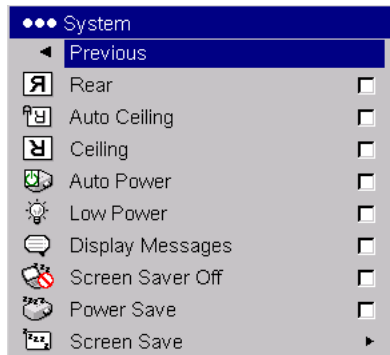 System
Previous
Rear
Auto Ceiling
Ceiling
Auto Power
Low Power
Display Messages
Screen Saver Off
Power Save
Screen Save